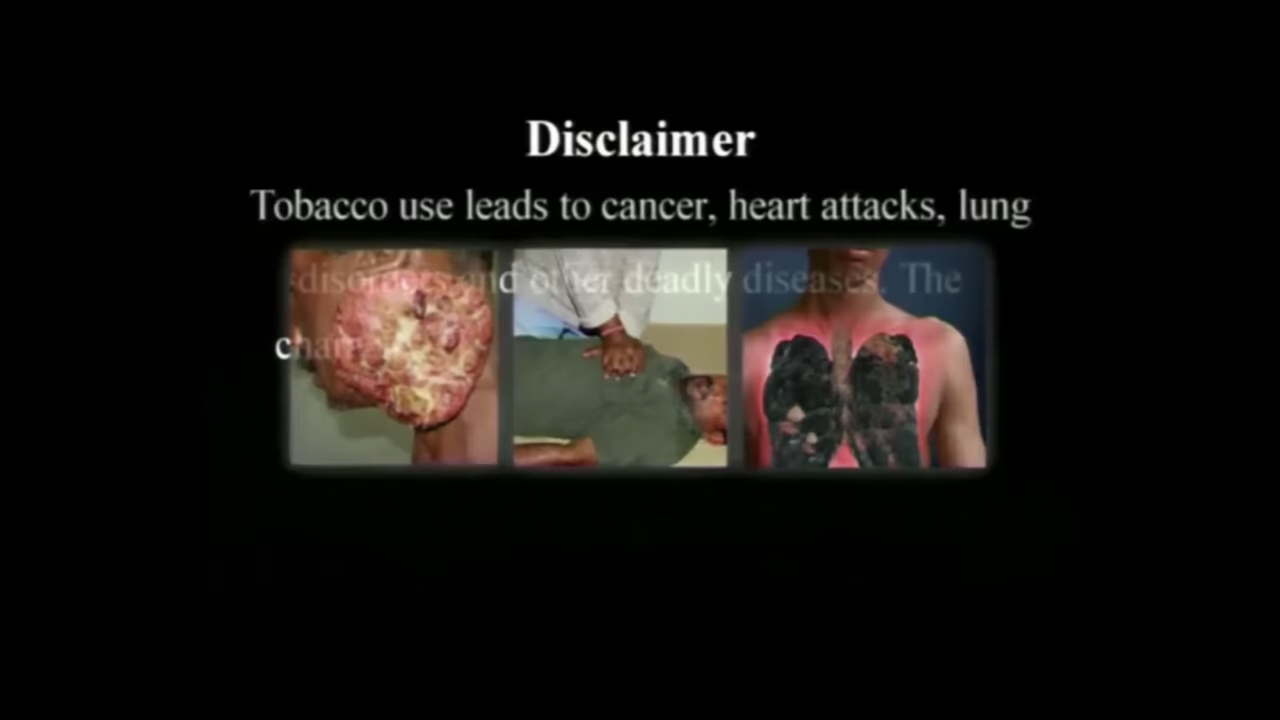 Disclaimer
Tobacco use leads to cancer, heart attacks, lung
disorders and other deadly diseases. The